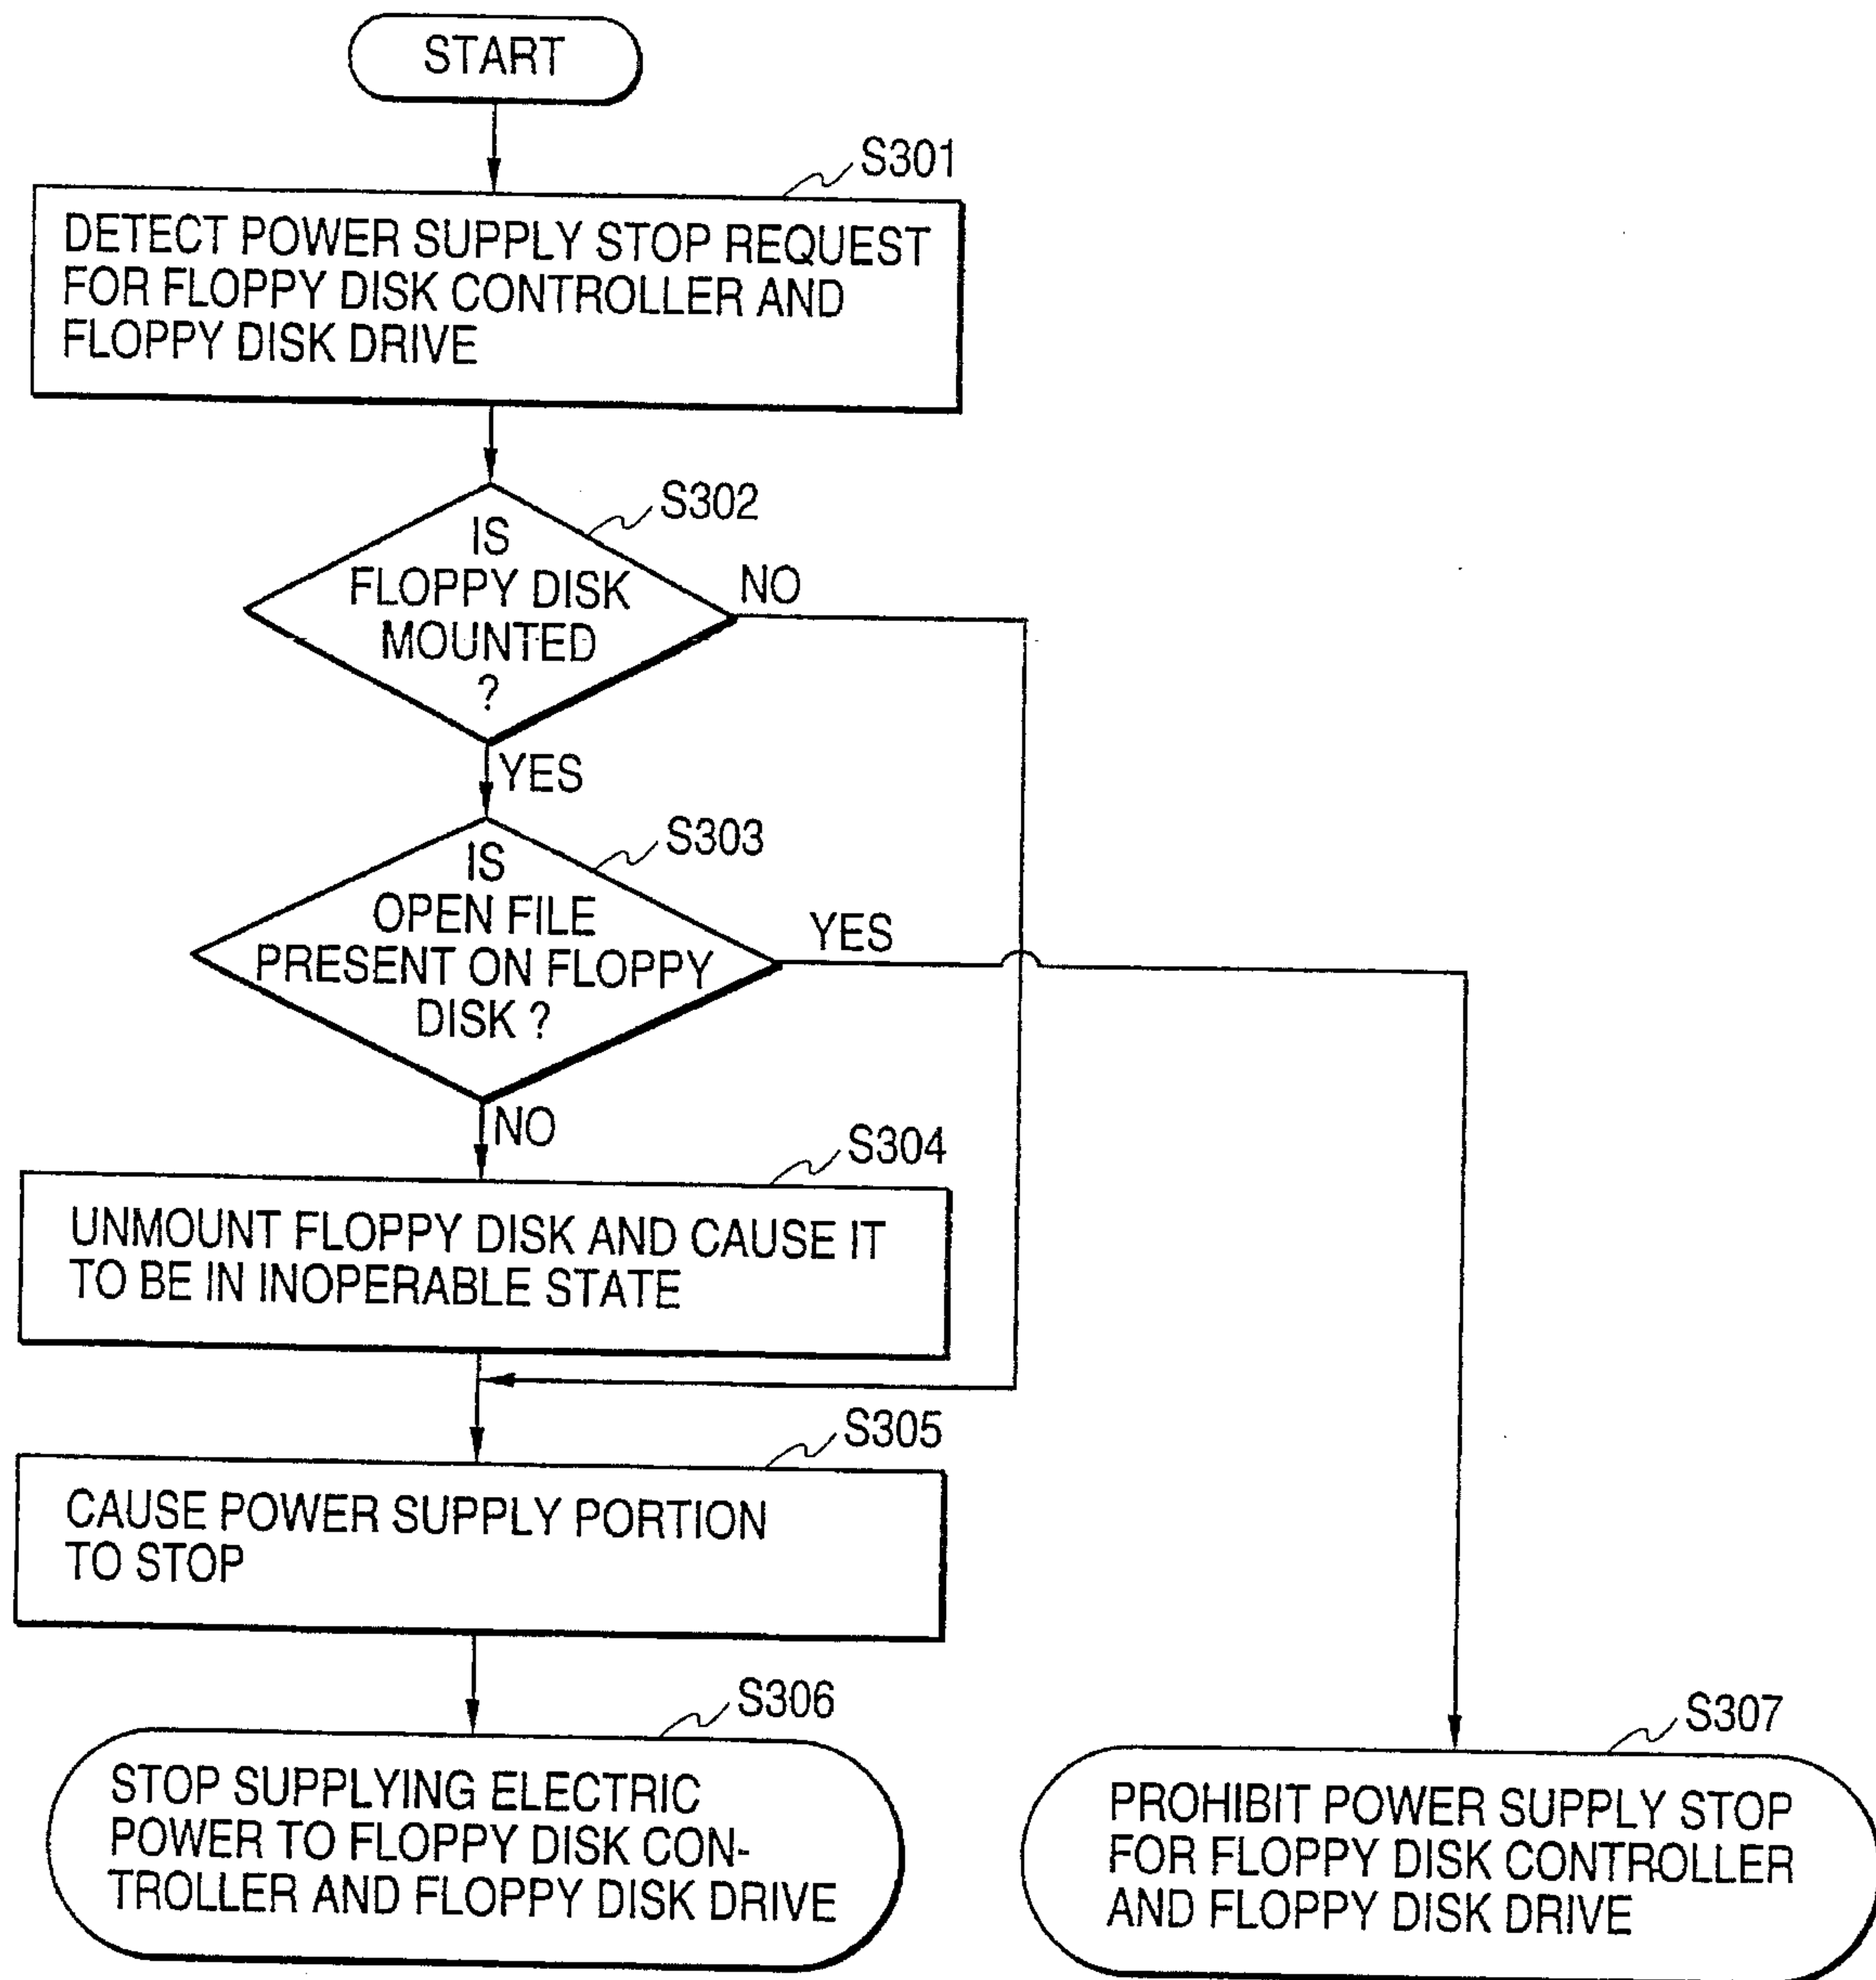 START
S301
DETECT POWER SUPPLY STOP REQUEST
FOR FLOPPY DISK CONTROLLER AND
FLOPPY DISK DRIVE
S302
IS
FLOPPY DISK
MOUNTED
?
NO
YES
S303
IS
OPEN FILE
PRESENT ON FLOPPY
DISK ?
YES
NO
S304
UNMOUNT FLOPPY DISK AND CAUSE IT
TO BE IN INOPERABLE STATE
S305
CAUSE POWER SUPPLY PORTION
TO STOP
S306
STOP SUPPLYING ELECTRIC
POWER TO FLOPPY DISK CON-
TROLLER AND FLOPPY DISK DRIVE
S307
PROHIBIT POWER SUPPLY STOP
FOR FLOPPY DISK CONTROLLER
AND FLOPPY DISK DRIVE